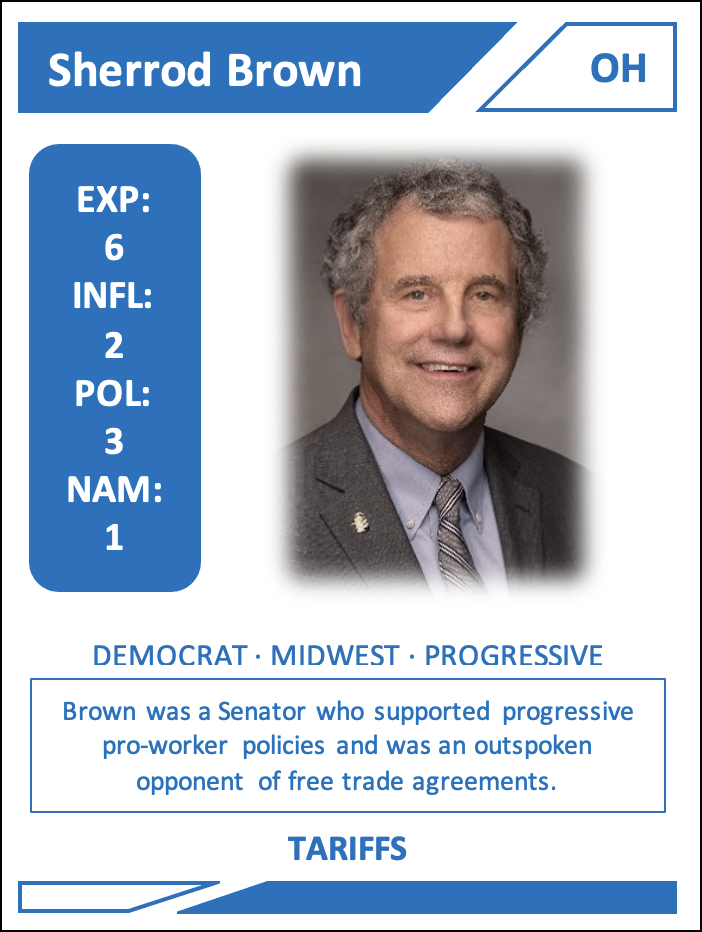 Sherrod Brown
OH
EXP:
6
INFL:
2
POL:
3
NAM:
1
DEMOCRAT · MIDWEST · PROGRESSIVE
Brown was a Senator who supported progressive
pro-worker policies and was an outspoken
opponent of free trade agreements.
TARIFFS